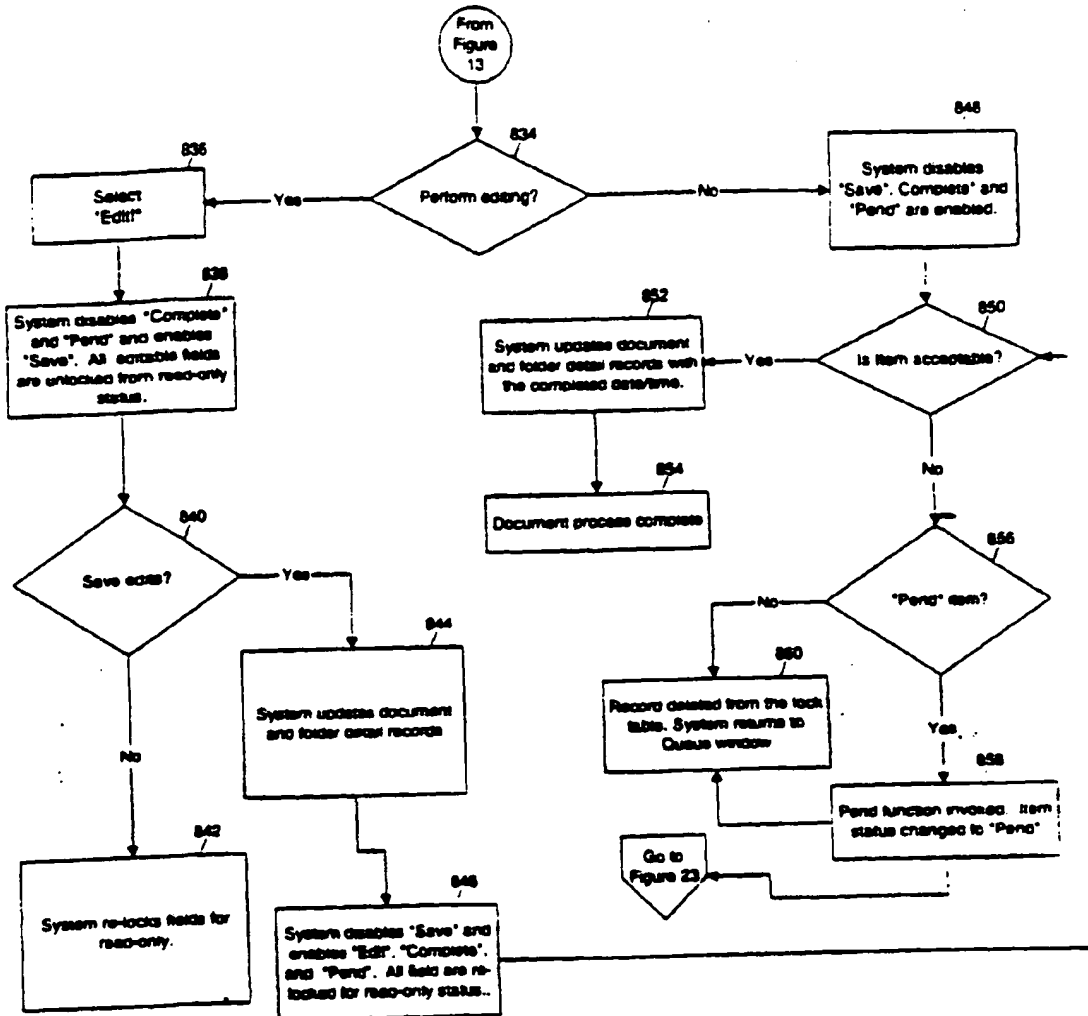 From
Figure
13
834
Perform editing?
Yes
No
836
Select
"Edit!"
838
System disables "Complete"
and "Pend" and enables
"Save". All editable fields
are unlocked from read-only
status.
840
Save edits?
Yes
No
842
System re-locks fields for
read-only.
844
System updates document
and folder detail records
846
System disables "Save" and
enables "Edit", "Complete",
and "Pend". All field are re-
locked for read-only status..
848
System disables
"Save". Complete" and
"Pend" are enabled.
850
Is item acceptable?
Yes
No
852
System updates document
and folder detail records with
the completed date/time.
854
Document process complete
856
"Pend" item?
No
Yes
860
Record deleted from the lock
table. System returns to
Queue window
858
Pend function invoked. Item
status changed to "Pend"
Go to
Figure 23